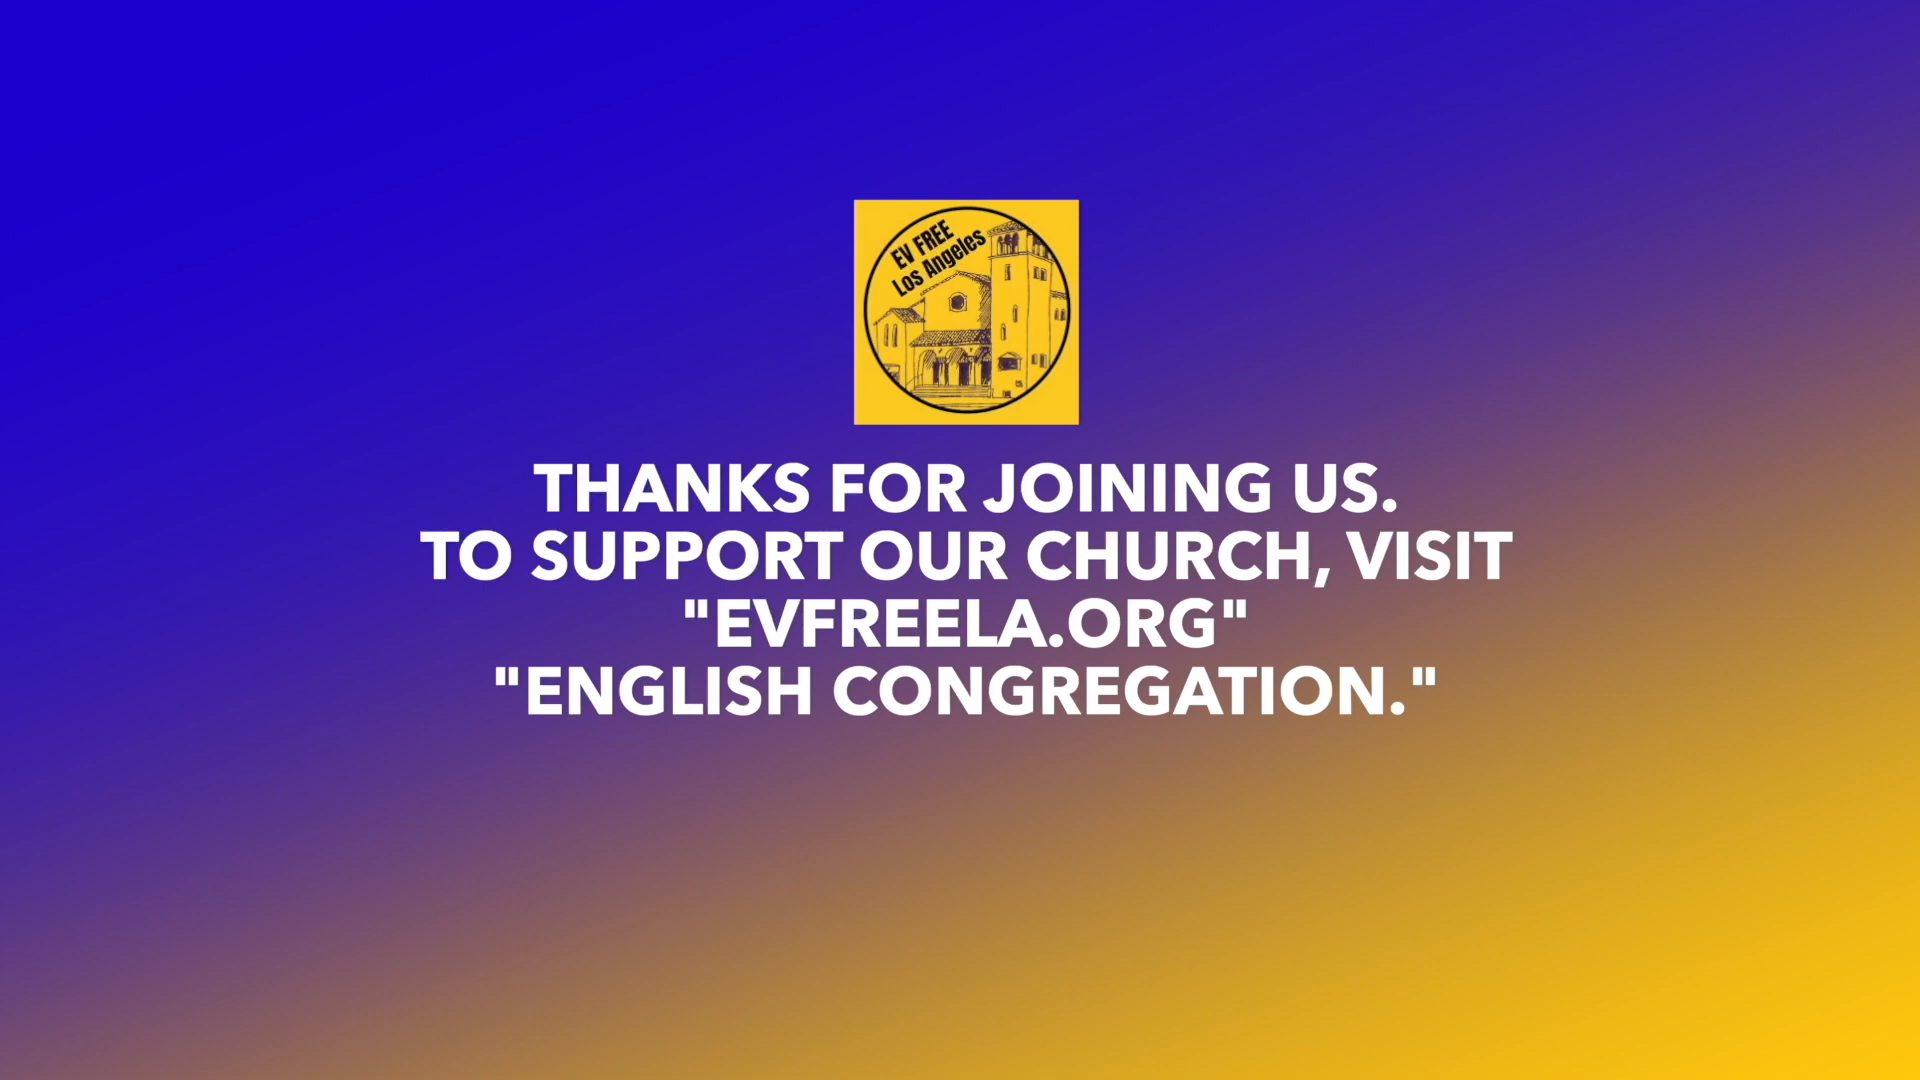 EV FREE
Los Angeles
THANKS FOR JOINING US.
TO SUPPORT OUR CHURCH, VISIT
"EVFREELA.ORG"
"ENGLISH CONGREGATION."